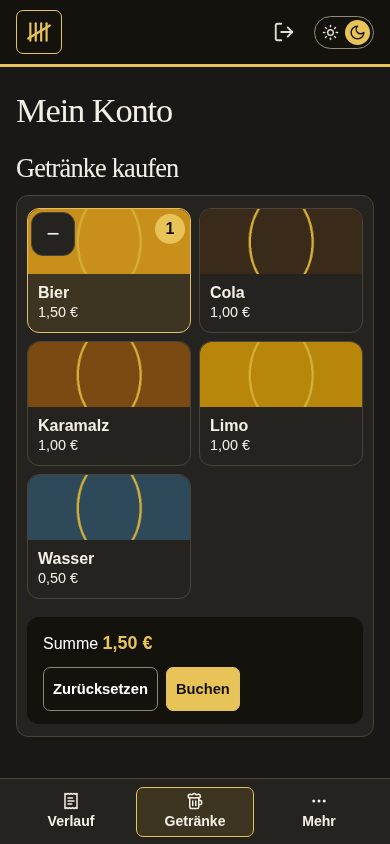 Mein Konto
Getränke kaufen
1
Bier
1,50 €
Cola
1,00 €
Karamalz
1,00 €
Limo
1,00 €
Wasser
0,50 €
Summe 1,50 €
Zurücksetzen
Buchen
Verlauf
Getränke
Mehr